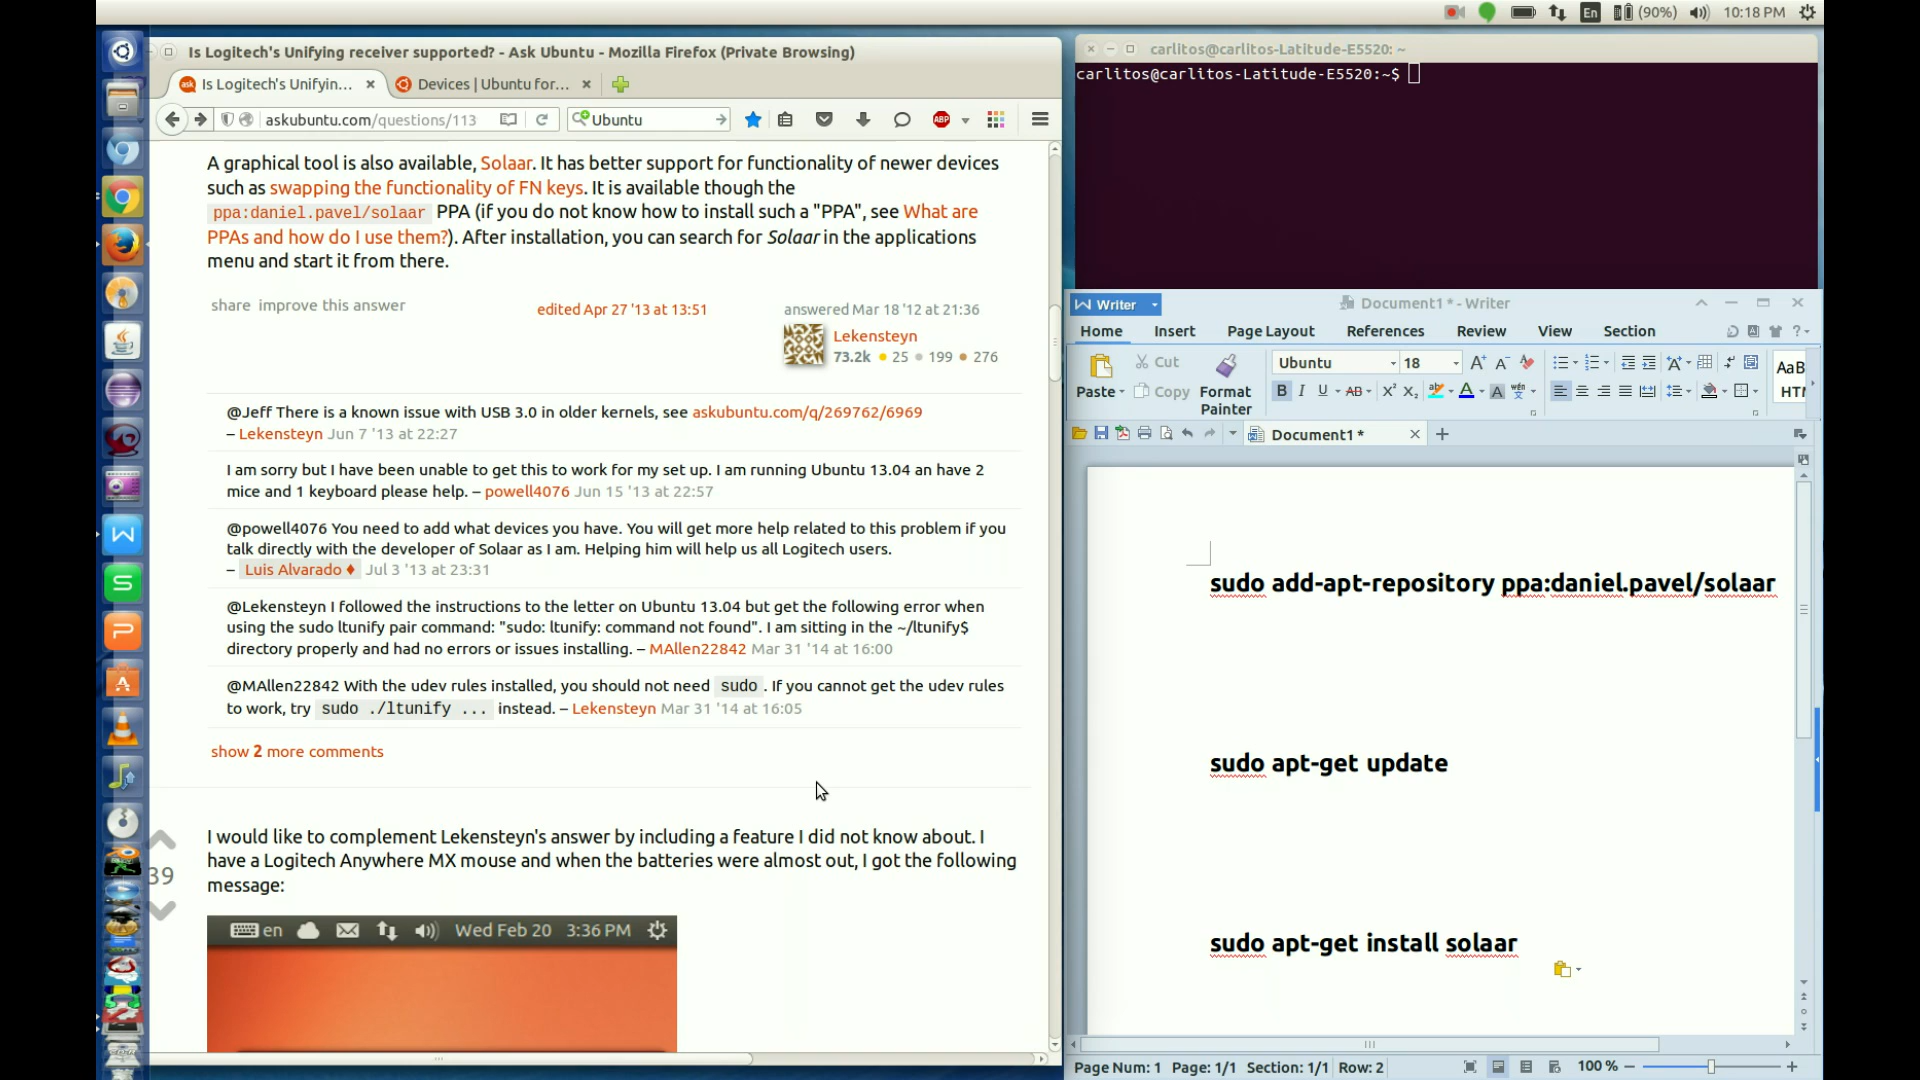 En (90%) 10:18 PM
Is Logitech's Unifying receiver supported? - Ask Ubuntu - Mozilla Firefox (Private Browsing)
ask Is Logitech's Unifyin...
Devices | Ubuntu for...
askubuntu.com/questions/113
Ubuntu
ABP
A graphical tool is also available, Solaar. It has better support for functionality of newer devices
such as swapping the functionality of FN keys. It is available though the
ppa:daniel.pavel/solaar PPA (if you do not know how to install such a "PPA", see What are
PPAs and how do I use them?). After installation, you can search for Solaar in the applications
menu and start it from there.
share improve this answer
edited Apr 27 '13 at 13:51
answered Mar 18 '12 at 21:36
Lekensteyn
73.2k 25 199 276
@Jeff There is a known issue with USB 3.0 in older kernels, see askubuntu.com/q/269762/6969
– Lekensteyn Jun 7 '13 at 22:27
I am sorry but I have been unable to get this to work for my set up. I am running Ubuntu 13.04 an have 2
mice and 1 keyboard please help. – powell4076 Jun 15 '13 at 22:57
@powell4076 You need to add what devices you have. You will get more help related to this problem if you
talk directly with the developer of Solaar as I am. Helping him will help us all Logitech users.
– Luis Alvarado ♦ Jul 3 '13 at 23:31
@Lekensteyn I followed the instructions to the letter on Ubuntu 13.04 but get the following error when
using the sudo ltunify pair command: "sudo: ltunify: command not found". I am sitting in the ~/ltunify$
directory properly and had no errors or issues installing. – MAllen22842 Mar 31 '14 at 16:00
@MAllen22842 With the udev rules installed, you should not need sudo . If you cannot get the udev rules
to work, try sudo ./ltunify ... instead. – Lekensteyn Mar 31 '14 at 16:05
show 2 more comments
39
I would like to complement Lekensteyn's answer by including a feature I did not know about. I
have a Logitech Anywhere MX mouse and when the batteries were almost out, I got the following
message:
en Wed Feb 20 3:36 PM
carlitos@carlitos-Latitude-E5520: ~
carlitos@carlitos-Latitude-E5520:~$
Writer
Document1 * - Writer
Home Insert Page Layout References Review View Section
Paste Cut Copy Format Painter
Ubuntu 18
B I U AB X² X₂ A A
AaB
HTI
Document1 *
sudo add-apt-repository ppa:daniel.pavel/solaar
sudo apt-get update
sudo apt-get install solaar
Page Num: 1 Page: 1/1 Section: 1/1 Row: 2 100 %